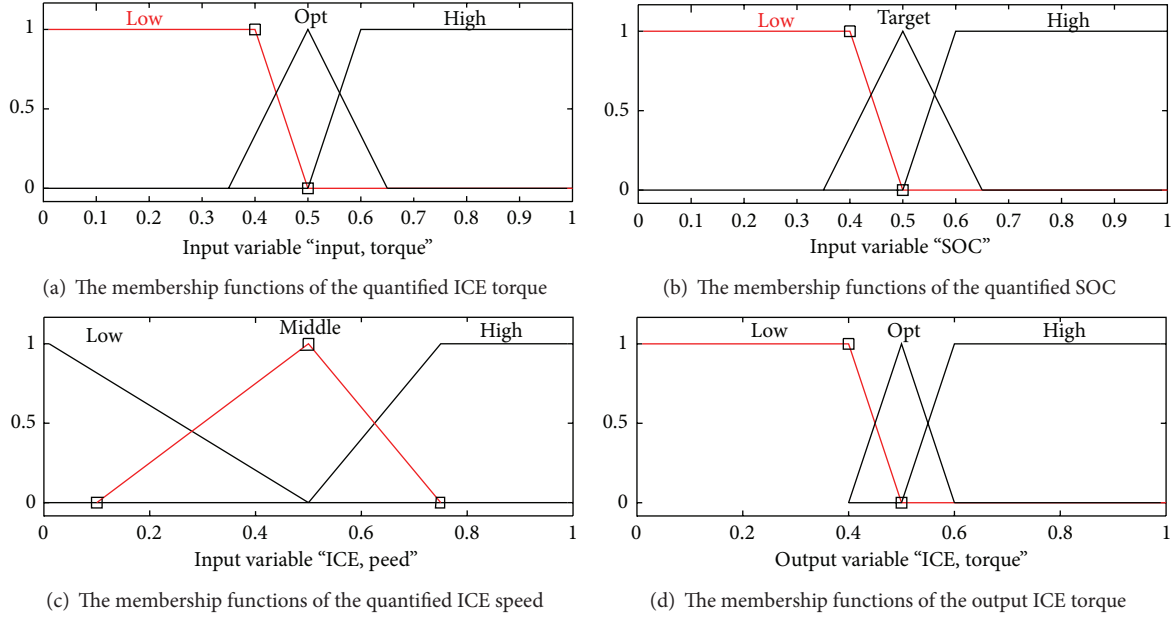 Low
Opt
High
1
0.5
0
0 0.1 0.2 0.3 0.4 0.5 0.6 0.7 0.8 0.9 1
Input variable “input, torque”
(a) The membership functions of the quantified ICE torque
Low
Target
High
1
0.5
0
0 0.1 0.2 0.3 0.4 0.5 0.6 0.7 0.8 0.9 1
Input variable “SOC”
(b) The membership functions of the quantified SOC
Low
Middle
High
1
0.5
0
0 0.2 0.4 0.6 0.8 1
Input variable “ICE, peed”
(c) The membership functions of the quantified ICE speed
Low
Opt
High
1
0.5
0
0 0.2 0.4 0.6 0.8 1
Output variable “ICE, torque”
(d) The membership functions of the output ICE torque